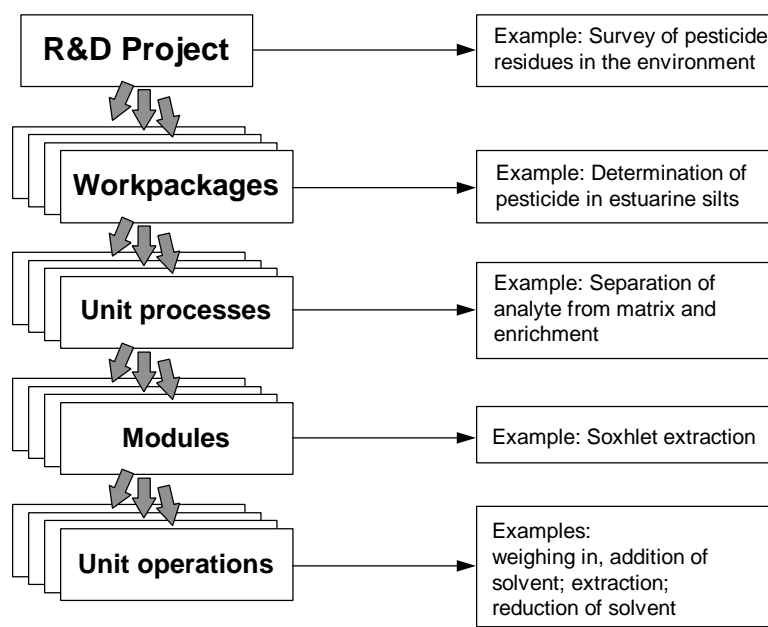 R&D Project
Example: Survey of pesticide
residues in the environment
Workpackages
Example: Determination of
pesticide in estuarine silts
Unit processes
Example: Separation of
analyte from matrix and
enrichment
Modules
Example: Soxhlet extraction
Unit operations
Examples:
weighing in, addition of
solvent; extraction;
reduction of solvent